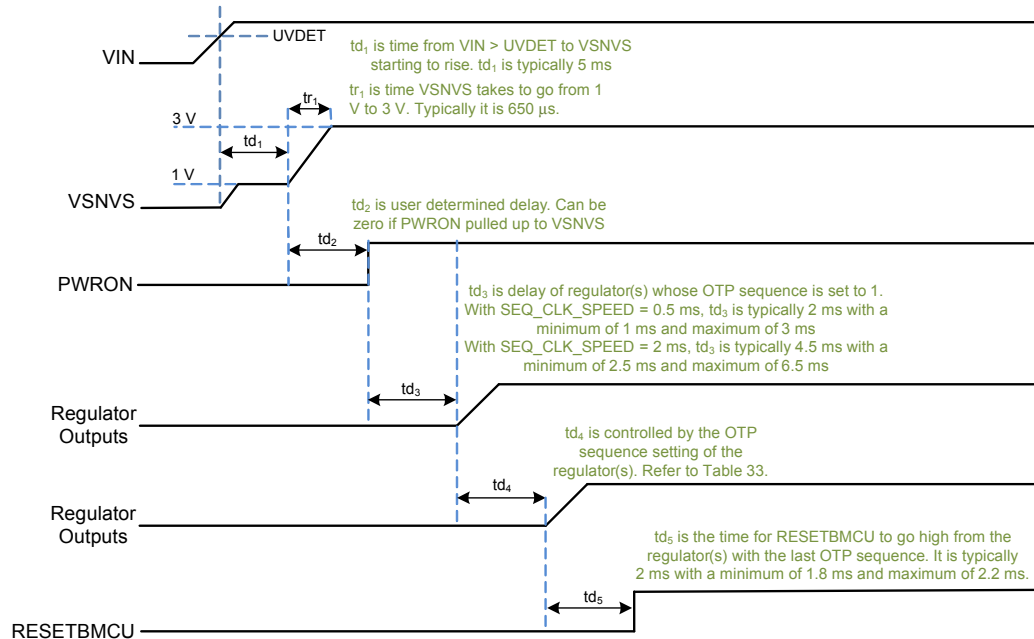 UVDET
VIN
td₁ is time from VIN > UVDET to VSNVS
starting to rise. td₁ is typically 5 ms
tr₁ is time VSNVS takes to go from 1
V to 3 V. Typically it is 650 μs.
tr₁
3 V
td₁
1 V
VSNVS
td₂ is user determined delay. Can be
zero if PWRON pulled up to VSNVS
td₂
PWRON
td₃ is delay of regulator(s) whose OTP sequence is set to 1.
With SEQ_CLK_SPEED = 0.5 ms, td₃ is typically 2 ms with a
minimum of 1 ms and maximum of 3 ms
With SEQ_CLK_SPEED = 2 ms, td₃ is typically 4.5 ms with a
minimum of 2.5 ms and maximum of 6.5 ms
td₃
Regulator
Outputs
td₄ is controlled by the OTP
sequence setting of the
regulator(s). Refer to Table 33.
td₄
Regulator
Outputs
td₅ is the time for RESETBMCU to go high from the
regulator(s) with the last OTP sequence. It is typically
2 ms with a minimum of 1.8 ms and maximum of 2.2 ms.
td₅
RESETBMCU